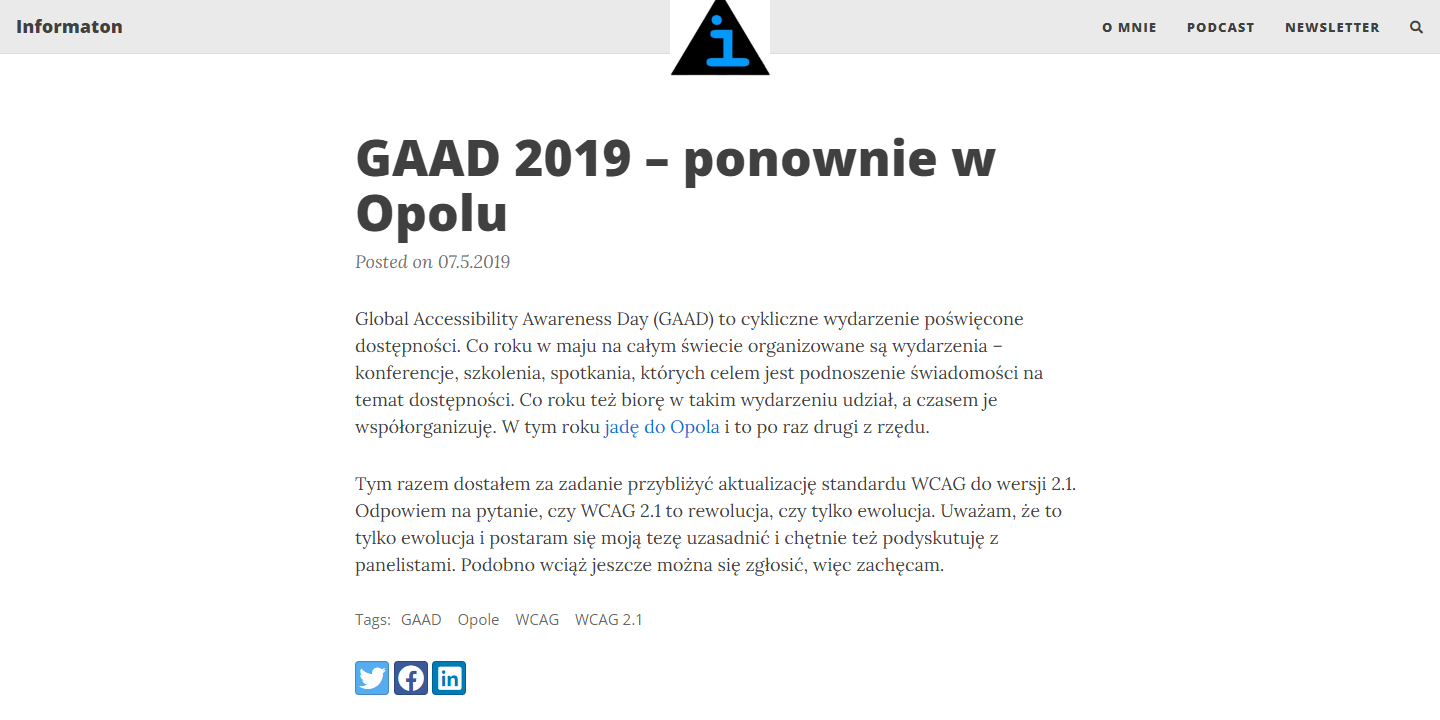 Informaton
i
O MNIE
PODCAST
NEWSLETTER
GAAD 2019 – ponownie w
Opolu
Posted on 07.5.2019
Global Accessibility Awareness Day (GAAD) to cykliczne wydarzenie poświęcone
dostępności. Co roku w maju na całym świecie organizowane są wydarzenia –
konferencje, szkolenia, spotkania, których celem jest podnoszenie świadomości na
temat dostępności. Co roku też biorę w takim wydarzeniu udział, a czasem je
współorganizuję. W tym roku jadę do Opola i to po raz drugi z rzędu.
Tym razem dostałem za zadanie przybliżyć aktualizację standardu WCAG do wersji 2.1.
Odpowiem na pytanie, czy WCAG 2.1 to rewolucja, czy tylko ewolucja. Uważam, że to
tylko ewolucja i postaram się moją tezę uzasadnić i chętnie też podyskutuję z
panelistami. Podobno wciąż jeszcze można się zgłosić, więc zachęcam.
Tags: GAAD Opole WCAG WCAG 2.1